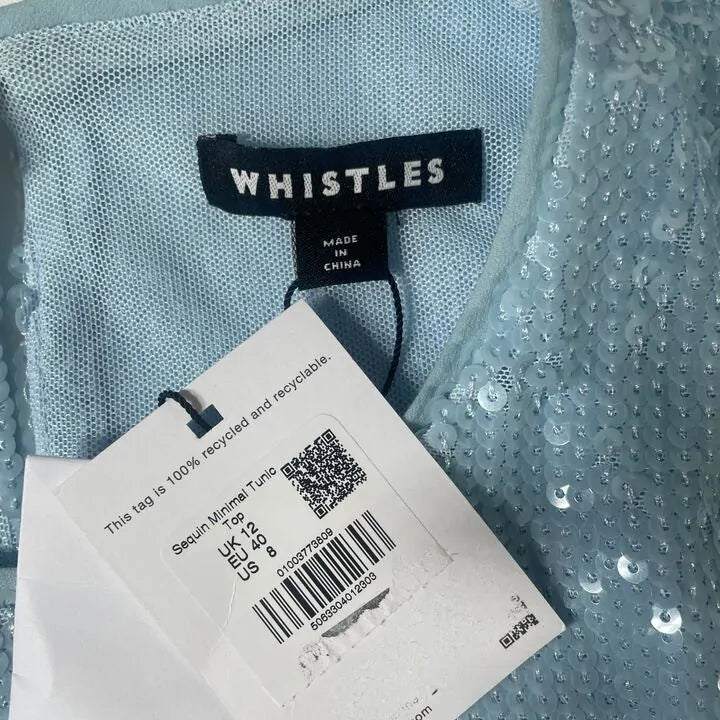 WHISTLES
MADE
IN
CHINA
This tag is 100% recycled and recyclable.
Sequin Minimal Tunic
Top
UK 12
EU 40
US 8
01003773809
5063304012303
.com